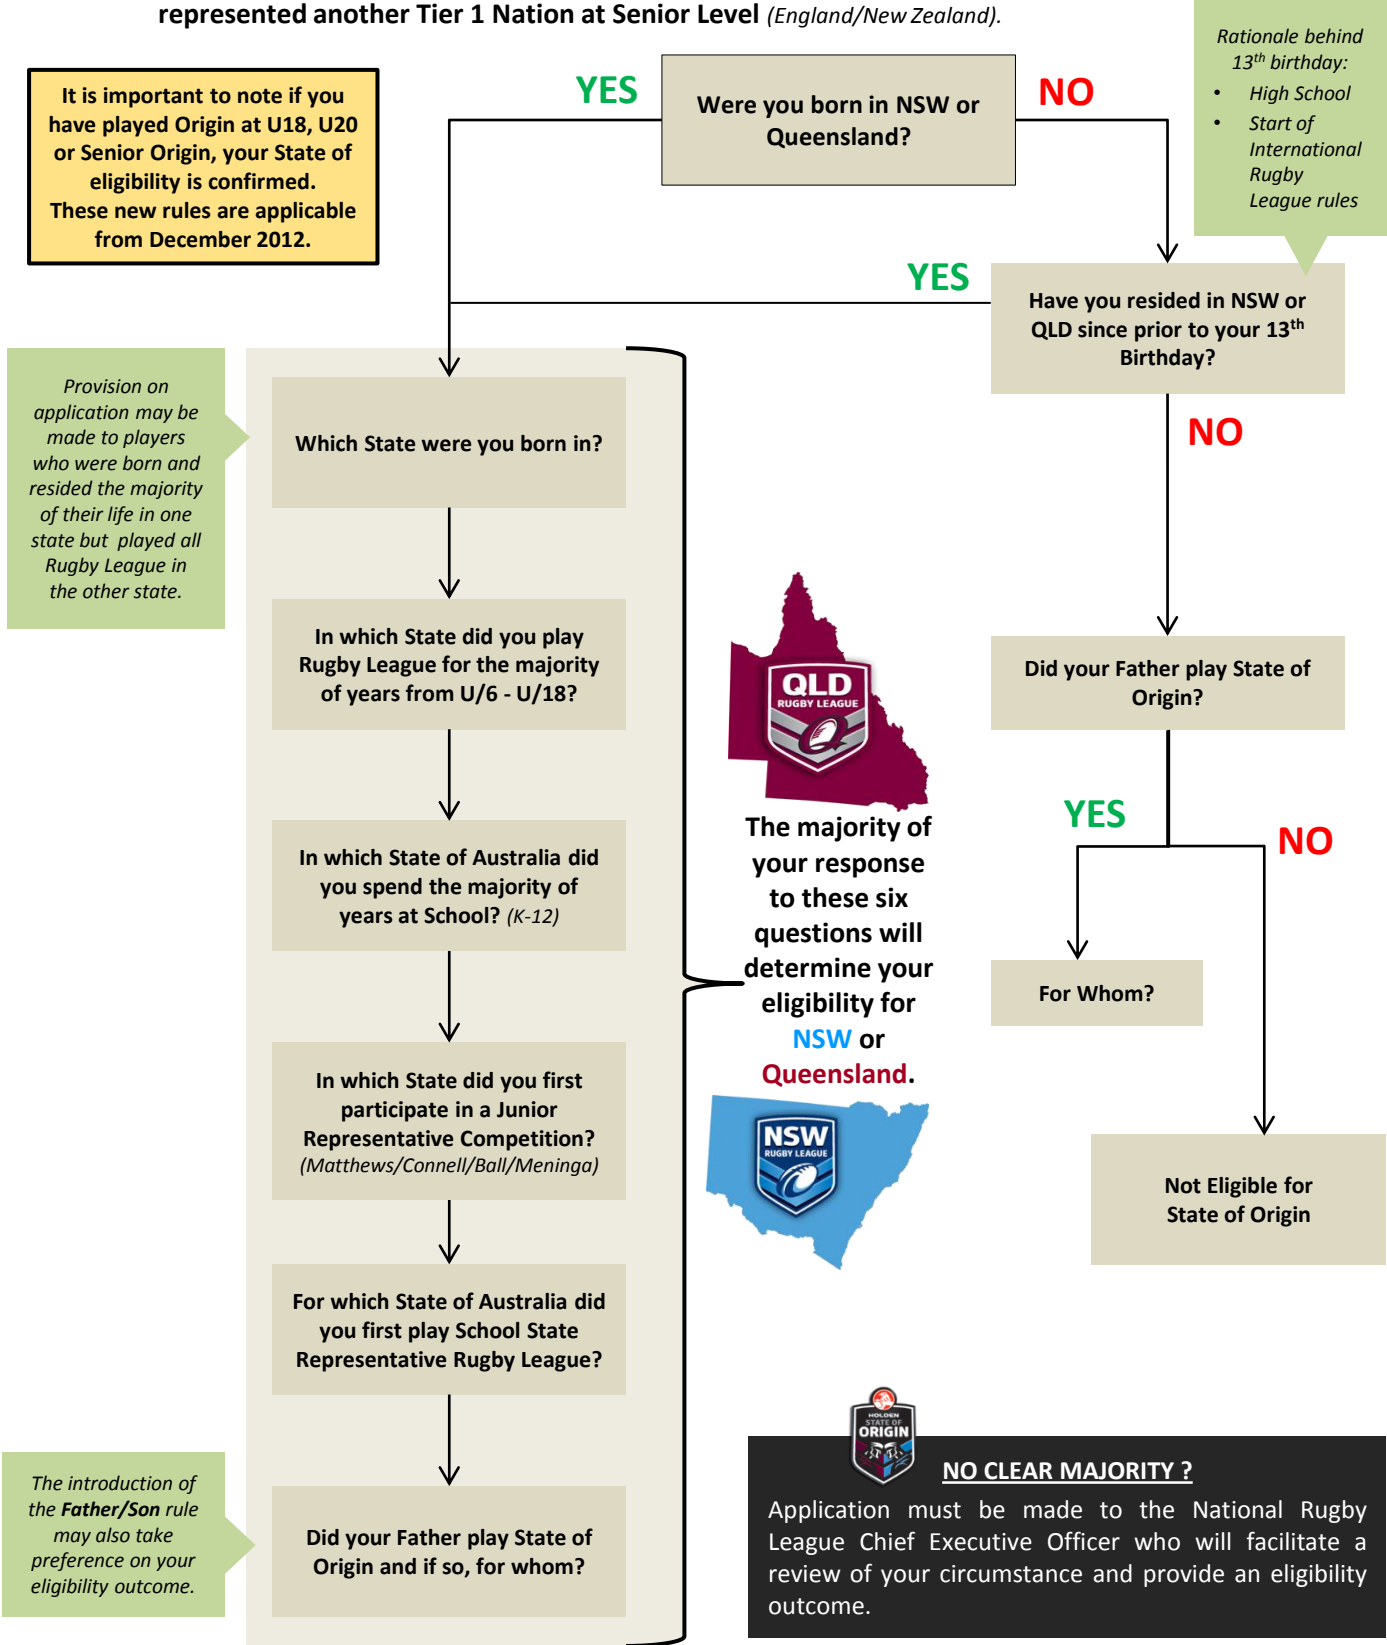 represented another Tier 1 Nation at Senior Level (England/New Zealand).
It is important to note if you
have played Origin at U18, U20
or Senior Origin, your State of
eligibility is confirmed.
These new rules are applicable
from December 2012.
YES
Were you born in NSW or
Queensland?
NO
Rationale behind
13th birthday:
• High School
• Start of
International
Rugby
League rules
YES
Have you resided in NSW or
QLD since prior to your 13th
Birthday?
NO
Provision on
application may be
made to players
who were born and
resided the majority
of their life in one
state but played all
Rugby League in
the other state.
Which State were you born in?
In which State did you play
Rugby League for the majority
of years from U/6 - U/18?
In which State of Australia did
you spend the majority of
years at School? (K-12)
In which State did you first
participate in a Junior
Representative Competition?
(Matthews/Connell/Ball/Meninga)
For which State of Australia did
you first play School State
Representative Rugby League?
Did your Father play State of
Origin and if so, for whom?
The introduction of
the Father/Son rule
may also take
preference on your
eligibility outcome.
QLD
RUGBY LEAGUE
The majority of
your response
to these six
questions will
determine your
eligibility for
NSW or
Queensland.
NSW
RUGBY LEAGUE
Did your Father play State of
Origin?
YES
NO
For Whom?
Not Eligible for
State of Origin
HOLDEN
STATE OF
ORIGIN
NO CLEAR MAJORITY ?
Application must be made to the National Rugby
League Chief Executive Officer who will facilitate a
review of your circumstance and provide an eligibility
outcome.